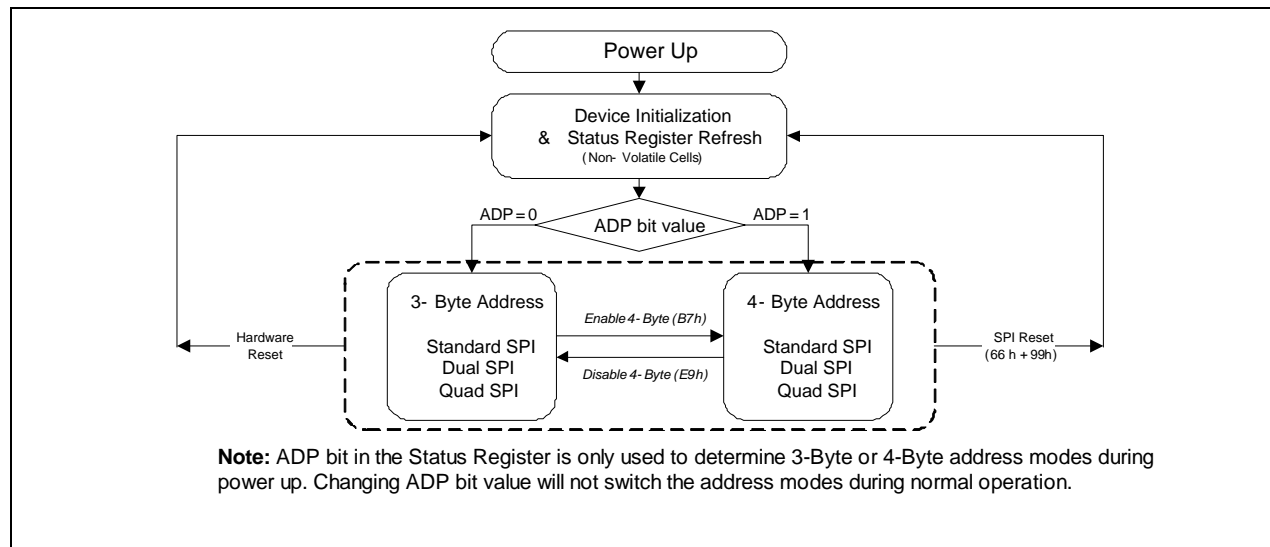 Power Up
Device Initialization
& Status Register Refresh
( Non- Volatile Cells)
ADP = 0
ADP bit value
ADP = 1
3- Byte Address
Standard SPI
Dual SPI
Quad SPI
Enable 4- Byte (B7h)
Disable 4- Byte (E9h)
4- Byte Address
Standard SPI
Dual SPI
Quad SPI
Hardware
Reset
SPI Reset
(66 h + 99h)
Note: ADP bit in the Status Register is only used to determine 3-Byte or 4-Byte address modes during
power up. Changing ADP bit value will not switch the address modes during normal operation.